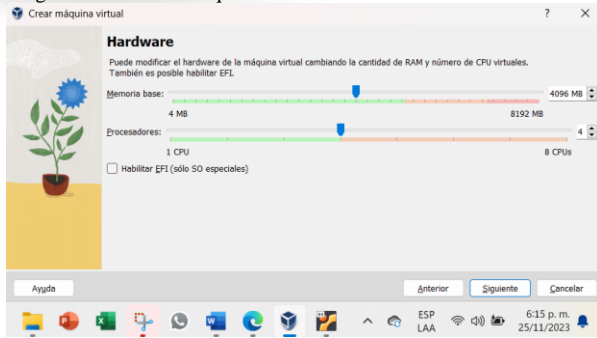 Crear máquina virtual
Hardware
Puede modificar el hardware de la máquina virtual cambiando la cantidad de RAM y número de CPU virtuales.
También es posible habilitar EFI.
Memoria base:
4096 MB
4 MB
8192 MB
Procesadores:
4
1 CPU
8 CPUs
Habilitar EFI (sólo SO especiales)
Ayuda
Anterior
Siguiente
Cancelar
ESP
LAA
6:15 p. m.
25/11/2023